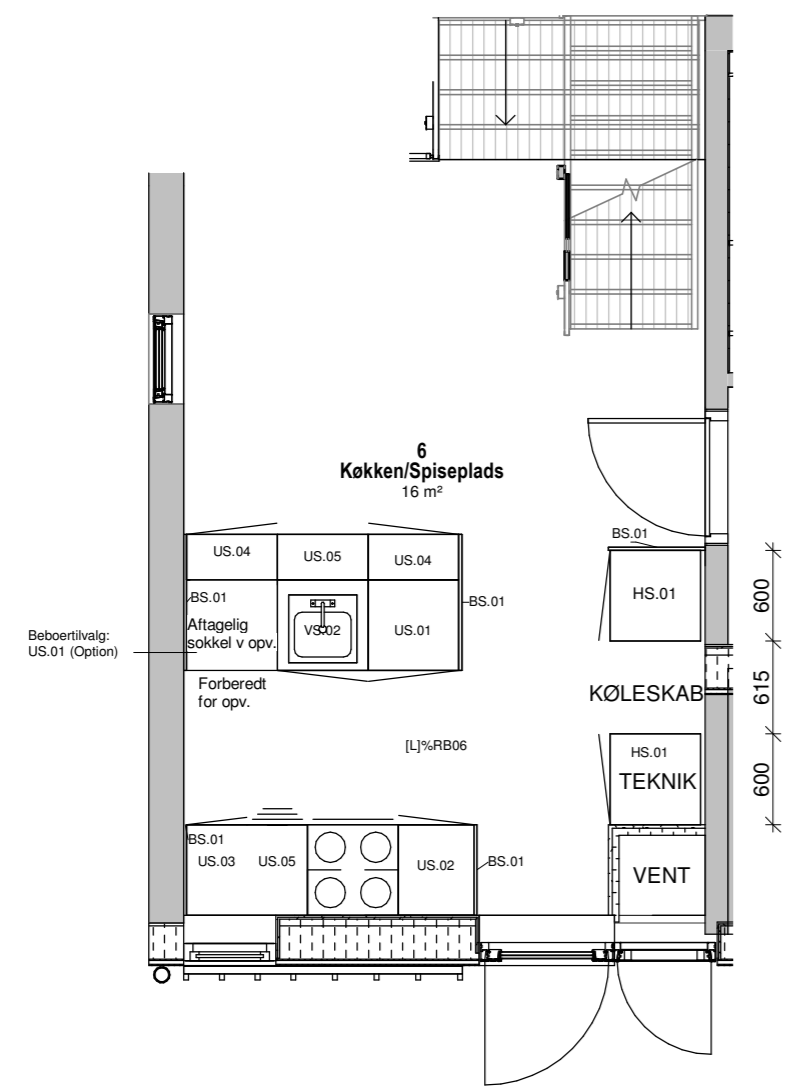 6
Køkken/Spiseplads
16 m²
BS.01
US.04
US.05
US.04
HS.01
600
BS.01
BS.01
Aftagelig
sokkel v opv.
VS.02
US.01
Beboertilvalg:
US.01 (Option)
Forberedt
for opv.
KØLESKAB
615
[L]%RB06
HS.01
TEKNIK
600
BS.01
US.03
US.05
US.02
BS.01
VENT